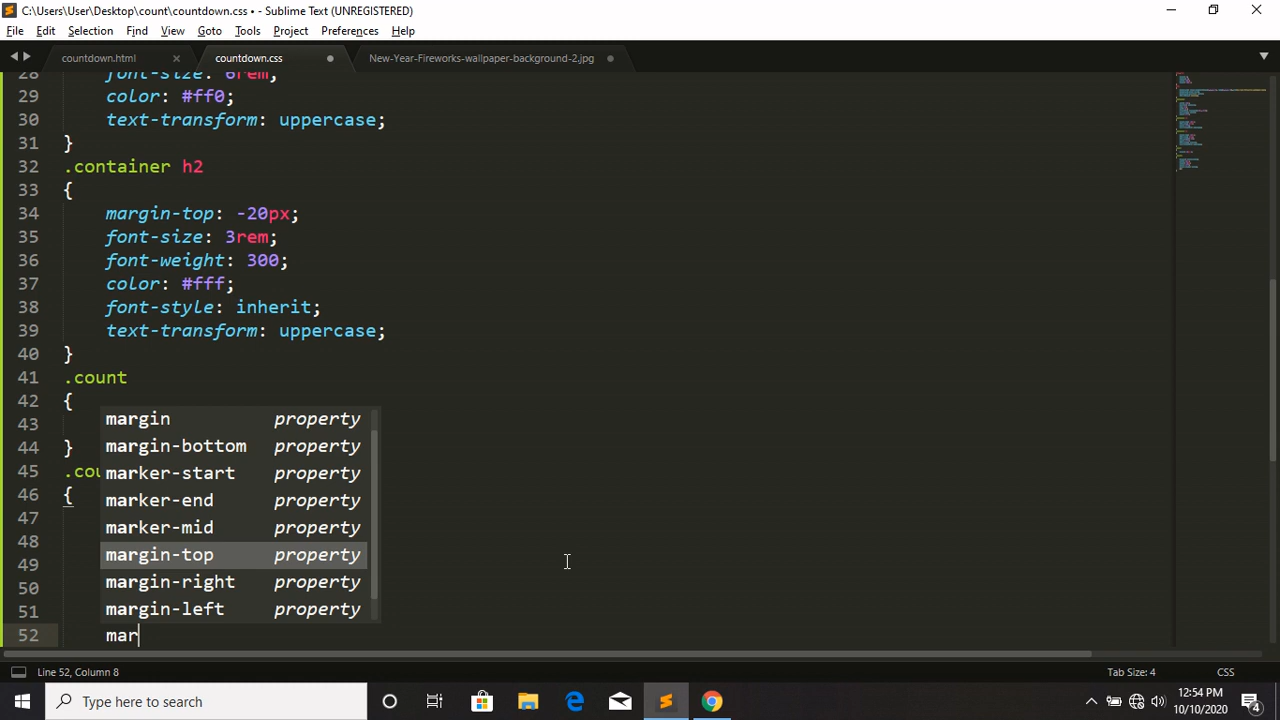 C:\Users\User\Desktop\count\countdown.css • - Sublime Text (UNREGISTERED)
File Edit Selection Find View Goto Tools Project Preferences Help
countdown.html countdown.css New-Year-Fireworks-wallpaper-background-2.jpg
28 font-size: 6rem;
29 color: #ff0;
30 text-transform: uppercase;
31 }
32 .container h2
33 {
34 margin-top: -20px;
35 font-size: 3rem;
36 font-weight: 300;
37 color: #fff;
38 font-style: inherit;
39 text-transform: uppercase;
40 }
41 .count
42 {
43 margin property
44 } margin-bottom property
45 .cou marker-start property
46 { marker-end property
47 marker-mid property
48
49 margin-top property
50 margin-right property
51 margin-left property
52 mar
Line 52, Column 8 Tab Size: 4 CSS
Type here to search
12:54 PM
10/10/2020
4